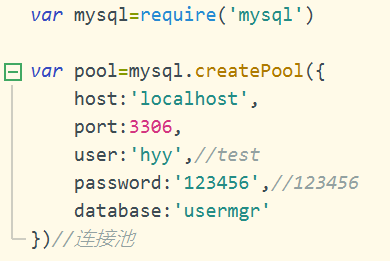 var mysql=require('mysql')
var pool=mysql.createPool({
host:'localhost',
port:3306,
user:'hyy',//test
password:'123456',//123456
database:'usermgr'
})//连接池